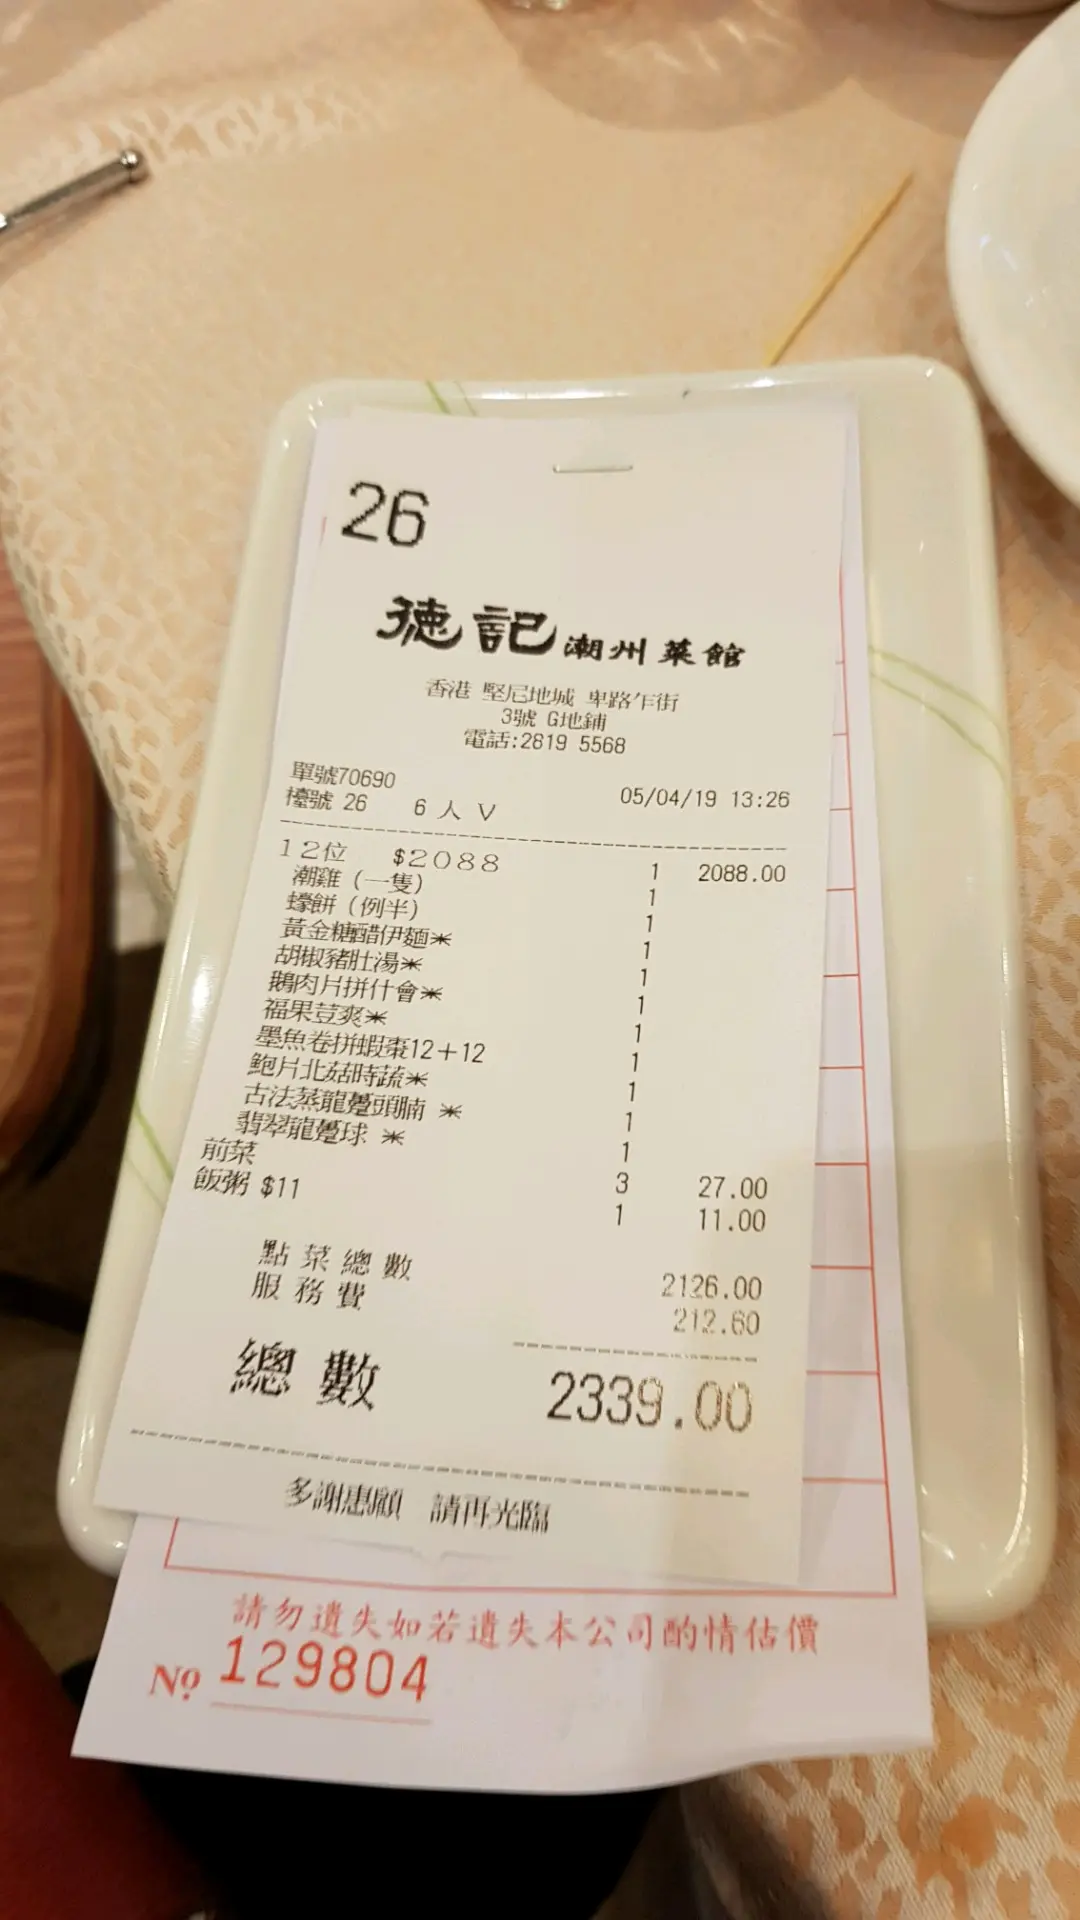 26
德記潮州菜館
香港 堅尼地城 卑路乍街
3號 G地鋪
電話:2819 5568
單號70690
檯號 26 6 人 V 05/04/19 13:26
12位 $2088 1 2088.00
潮雞 (一隻) 1
蠔餅 (例半) 1
黃金糖醋伊麵* 1
胡椒豬肚湯* 1
鵝肉片拼什會* 1
福果荳爽* 1
墨魚卷拼蝦棗12+12 1
鮑片北菇時蔬* 1
古法蒸龍躉頭腩 * 1
翡翠龍躉球 * 1
前菜 3 27.00
飯粥 $11 1 11.00
點菜總數 2126.00
服務費 212.60
總數 2339.00
多謝惠顧 請再光臨
請勿遺失如若遺失本公司酌情估價
No 129804